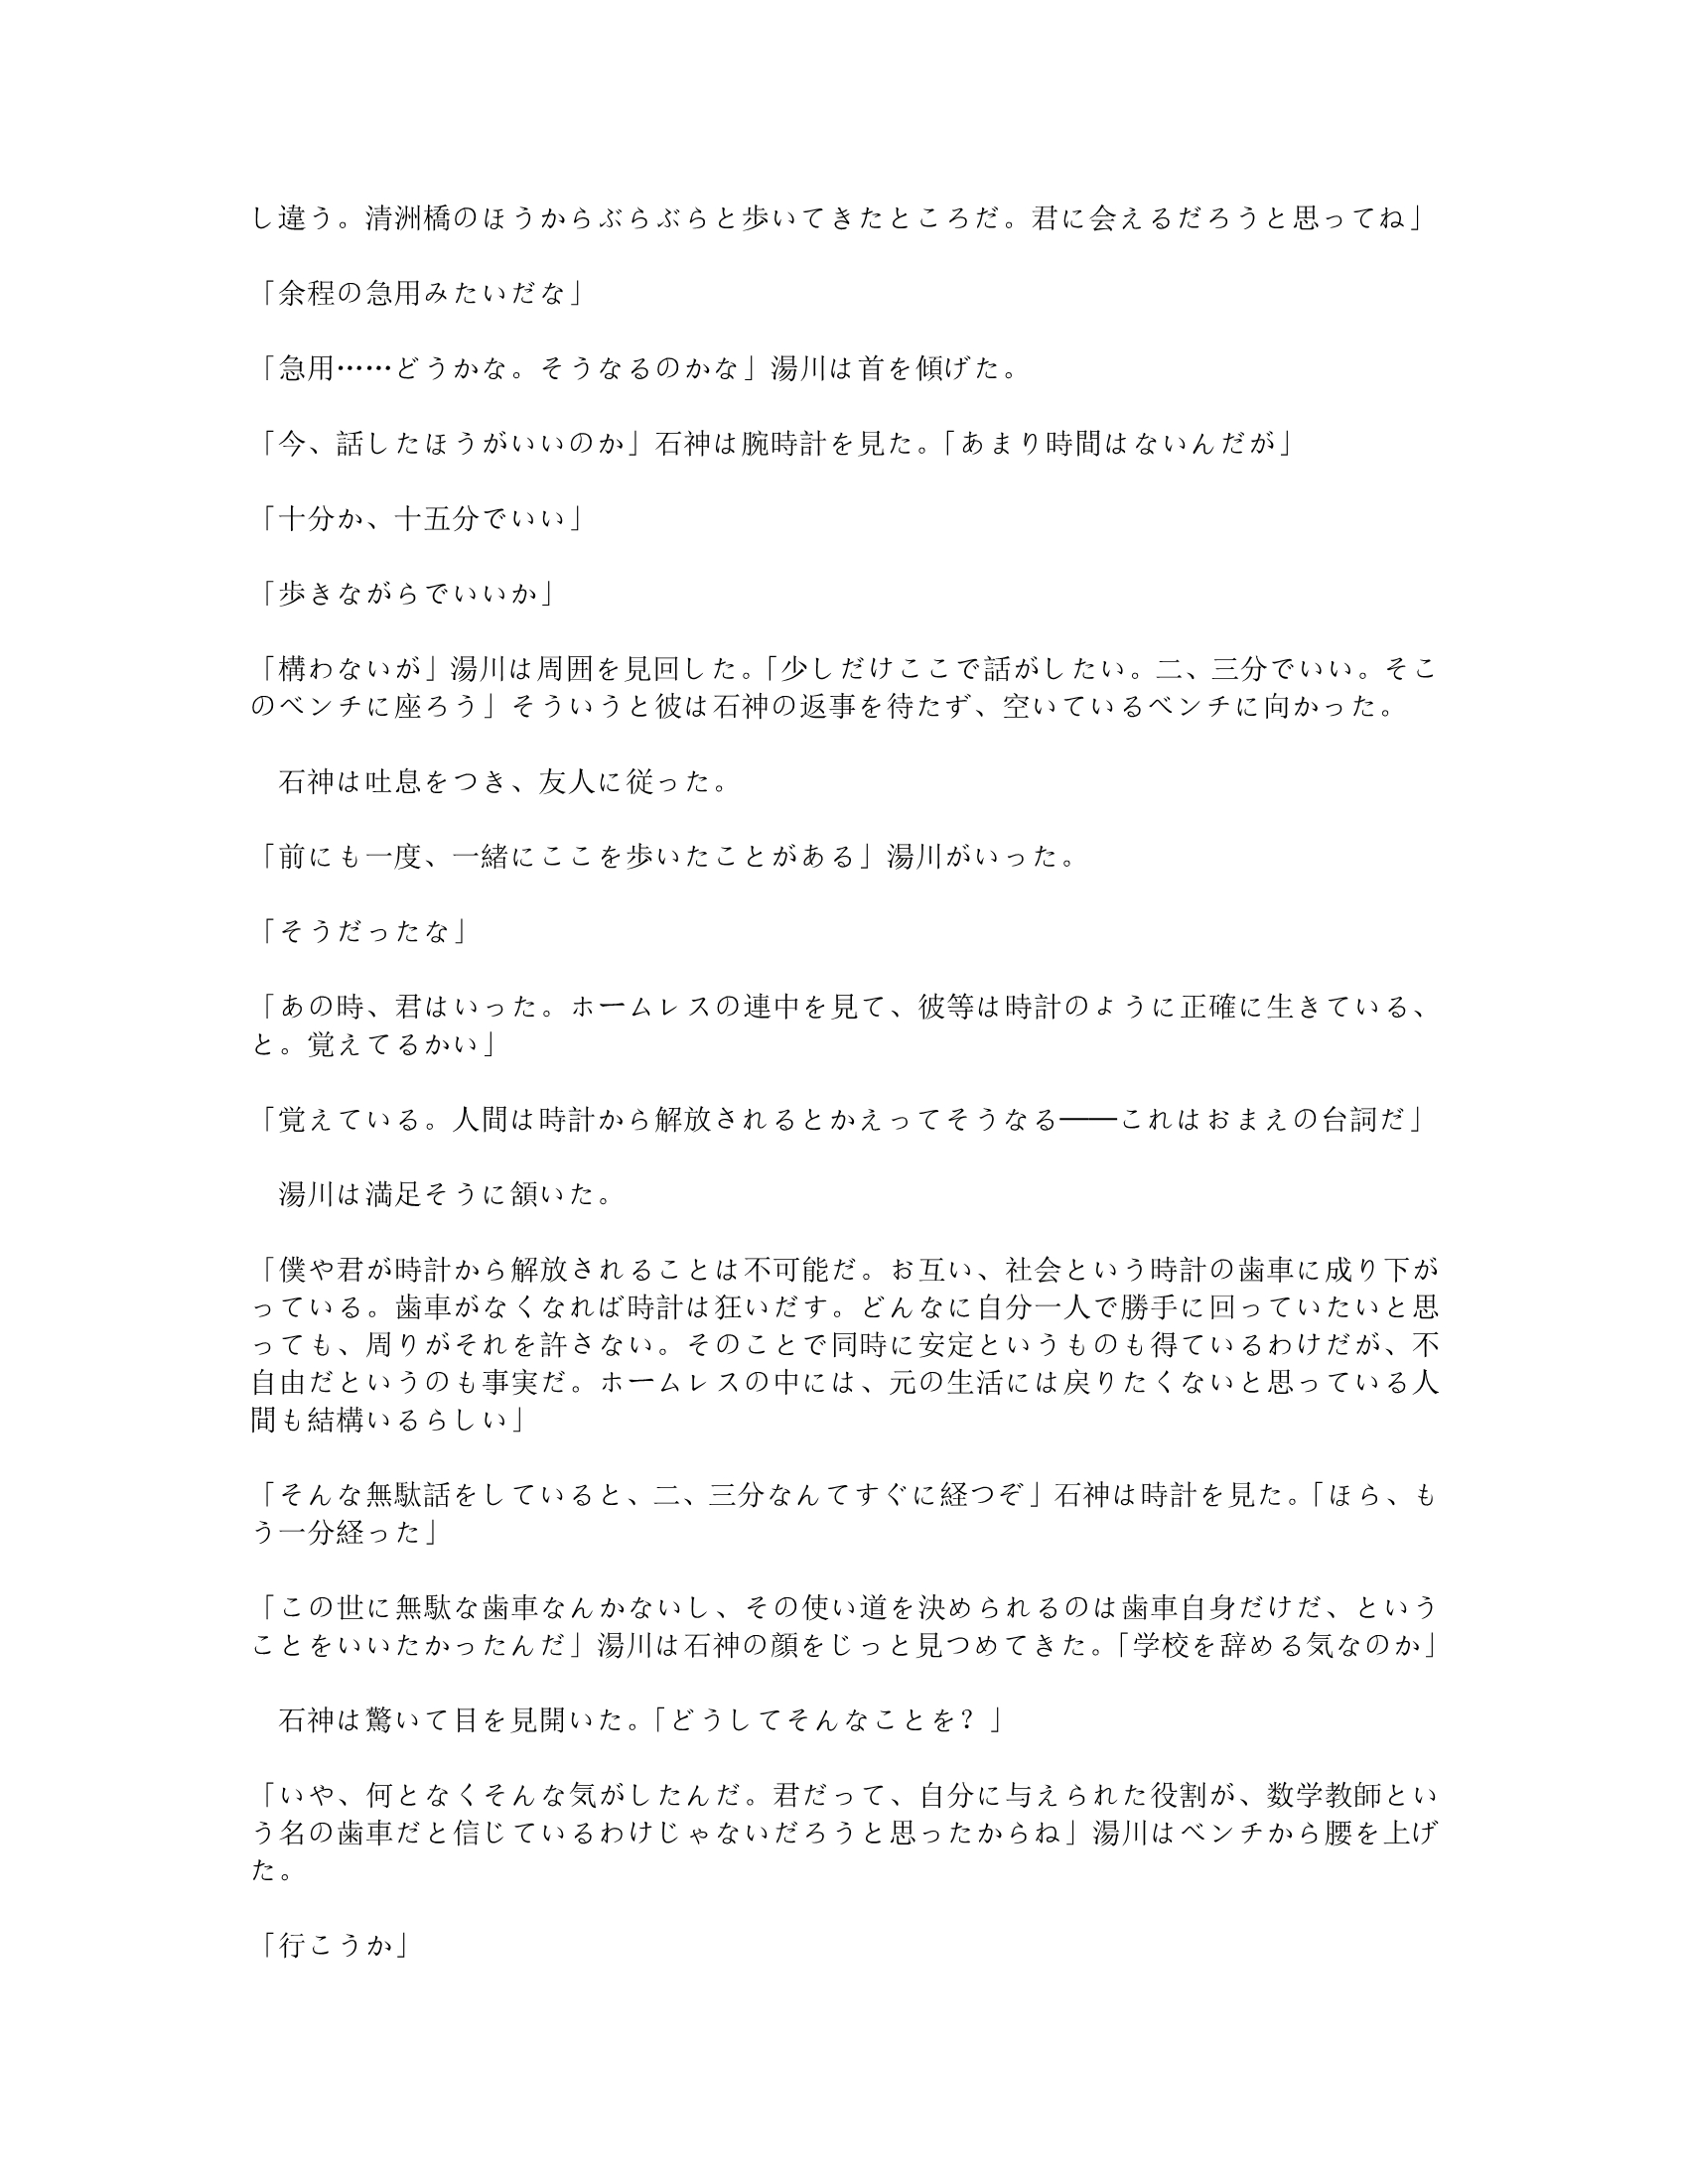 し違う。清洲橋のほうからぶらぶらと歩いてきたところだ。君に会えるだろうと思ってね」
「余程の急用みたいだな」
「急用……どうかな。そうなるのかな」湯川は首を傾げた。
「今、話したほうがいいのか」石神は腕時計を見た。「あまり時間はないんだが」
「十分か、十五分でいい」
「歩きながらでいいか」
「構わないが」湯川は周囲を見回した。「少しだけここで話がしたい。二、三分でいい。そこ
のベンチに座ろう」そういうと彼は石神の返事を待たず、空いているベンチに向かった。
　石神は吐息をつき、友人に従った。
「前にも一度、一緒にここを歩いたことがある」湯川がいった。
「そうだったな」
「あの時、君はいった。ホームレスの連中を見て、彼等は時計のように正確に生きている、
と。覚えてるかい」
「覚えている。人間は時計から解放されるとかえってそうなる――これはおまえの台詞だ」
　湯川は満足そうに頷いた。
「僕や君が時計から解放されることは不可能だ。お互い、社会という時計の歯車に成り下が
っている。歯車がなくなれば時計は狂いだす。どんなに自分一人で勝手に回っていたいと思
っても、周りがそれを許さない。そのことで同時に安定というものも得ているわけだが、不
自由だというのも事実だ。ホームレスの中には、元の生活には戻りたくないと思っている人
間も結構いるらしい」
「そんな無駄話をしていると、二、三分なんてすぐに経つぞ」石神は時計を見た。「ほら、も
う一分経った」
「この世に無駄な歯車なんかないし、その使い道を決められるのは歯車自身だけだ、という
ことをいいたかったんだ」湯川は石神の顔をじっと見つめてきた。「学校を辞める気なのか」
　石神は驚いて目を見開いた。「どうしてそんなことを？」
「いや、何となくそんな気がしたんだ。君だって、自分に与えられた役割が、数学教師とい
う名の歯車だと信じているわけじゃないだろうと思ったからね」湯川はベンチから腰を上げ
た。
「行こうか」